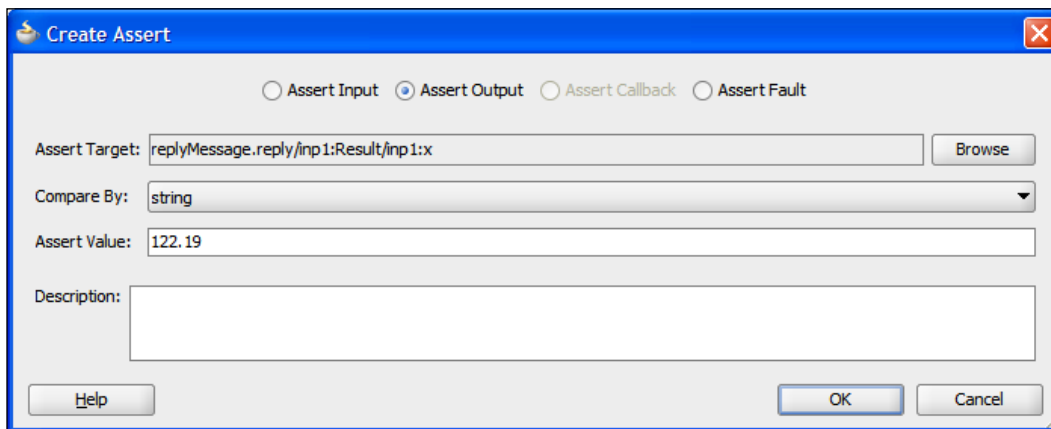 Create Assert
Assert Input Assert Output Assert Callback Assert Fault
Assert Target: replyMessage.reply/inp1:Result/inp1:x Browse
Compare By: string
Assert Value: 122.19
Description:
Help OK Cancel